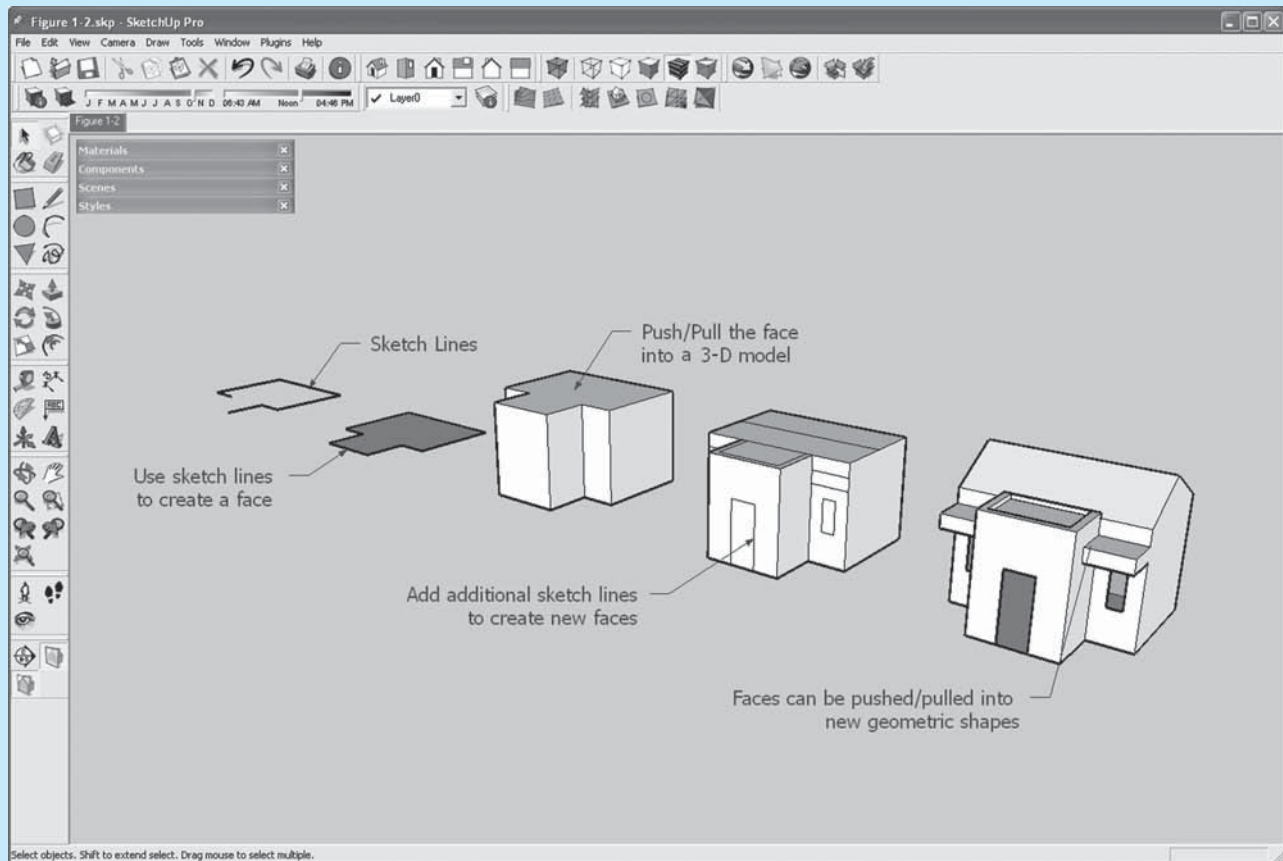 Figure 1-2.skp - SketchUp Pro
File Edit View Camera Draw Tools Window Plugins Help
J F M A M J J A S O N D 06:43 AM Noon 04:46 PM Layer0
Figure 1-2
Materials
Components
Scenes
Styles
Sketch Lines
Push/Pull the face
into a 3-D model
Use sketch lines
to create a face
Add additional sketch lines
to create new faces
Faces can be pushed/pulled into
new geometric shapes
Select objects. Shift to extend select. Drag mouse to select multiple.